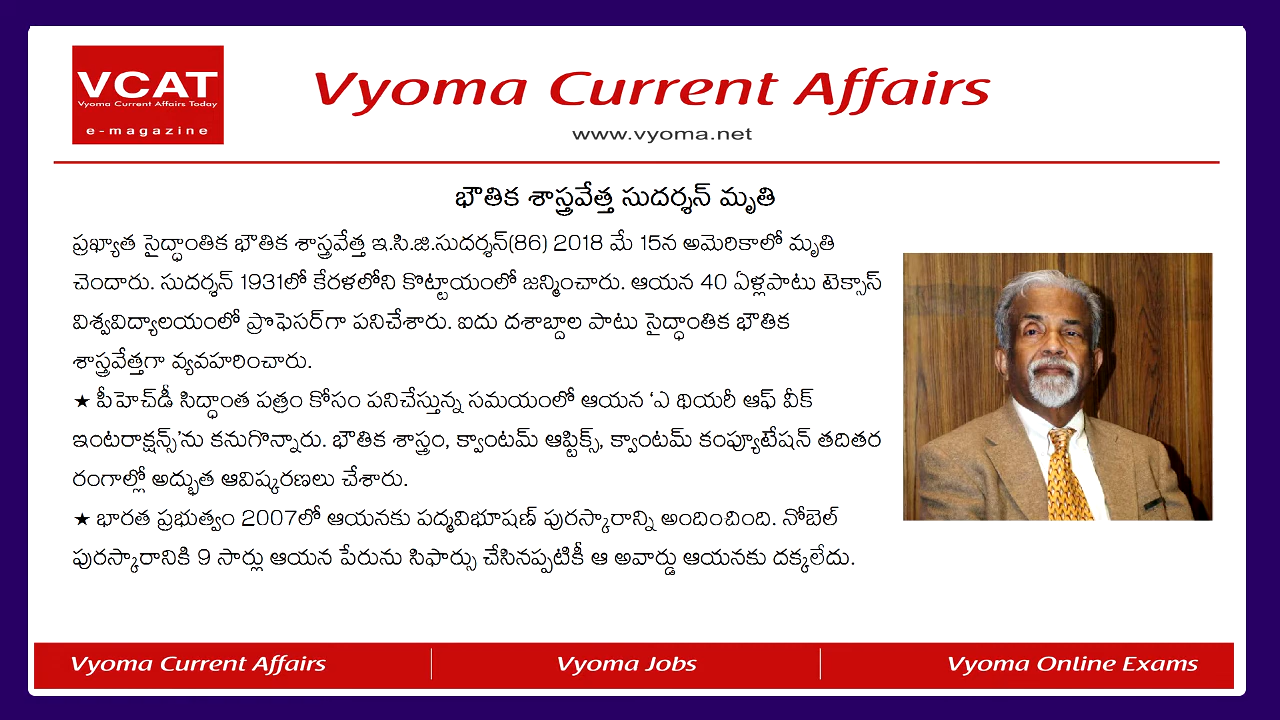 VCAT
Vyoma Current Affairs Today
e-magazine
Vyoma Current Affairs
www.vyoma.net
భౌతిక శాస్త్రవేత్త సుదర్శన్ మృతి
ప్రఖ్యాత సైద్ధాంతిక భౌతిక శాస్త్రవేత్త ఇ.సి.జి.సుదర్శన్(86) 2018 మే 15న అమెరికాలో మృతి
చెందారు. సుదర్శన్ 1931లో కేరళలోని కొట్టాయంలో జన్మించారు. ఆయన 40 ఏళ్లపాటు టెక్సాస్
విశ్వవిద్యాలయంలో ప్రొఫెసర్‌గా పనిచేశారు. ఐదు దశాబ్దాల పాటు సైద్ధాంతిక భౌతిక
శాస్త్రవేత్తగా వ్యవహరించారు.
★ పీహెచ్‌డీ సిద్ధాంత పత్రం కోసం పనిచేస్తున్న సమయంలో ఆయన ‘ఎ థియరీ ఆఫ్ వీక్
ఇంటరాక్షన్స్’ను కనుగొన్నారు. భౌతిక శాస్త్రం, క్వాంటమ్ ఆప్టిక్స్, క్వాంటమ్ కంప్యూటేషన్ తదితర
రంగాల్లో అద్భుత ఆవిష్కరణలు చేశారు.
★ భారత ప్రభుత్వం 2007లో ఆయనకు పద్మవిభూషణ్ పురస్కారాన్ని అందించింది. నోబెల్
పురస్కారానికి 9 సార్లు ఆయన పేరును సిఫార్సు చేసినప్పటికీ ఆ అవార్డు ఆయనకు దక్కలేదు.
Vyoma Current Affairs
Vyoma Jobs
Vyoma Online Exams